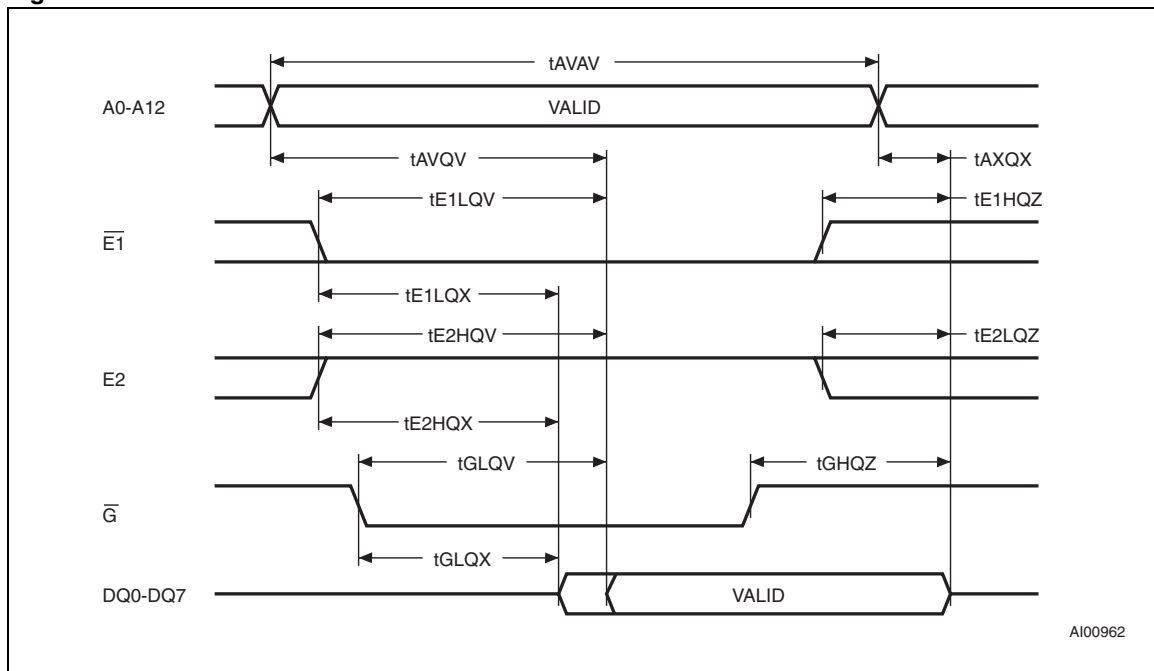 tAVAV
A0-A12 VALID
tAVQV tAXQX
tE1LQV tE1HQZ
E1
tE1LQX
tE2HQV tE2LQZ
E2
tE2HQX
tGLQV tGHQZ
G
tGLQX
DQ0-DQ7 VALID
AI00962